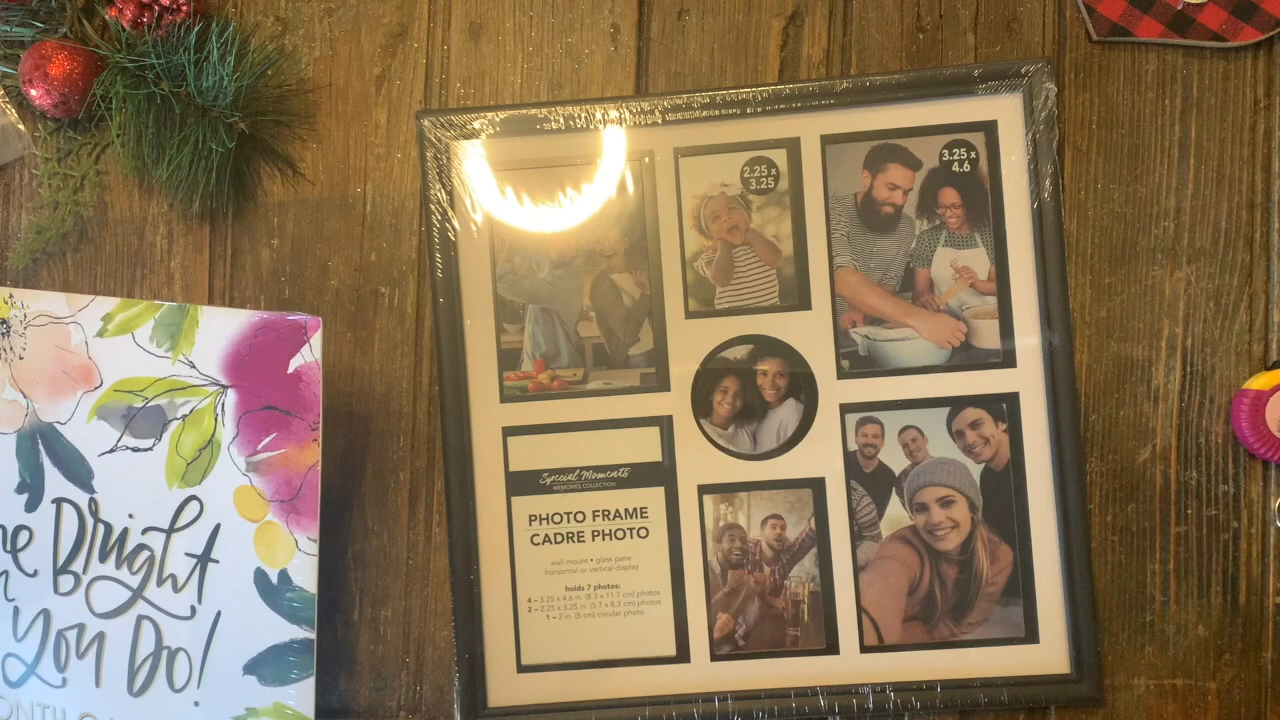 2.25 x
3.25
3.25 x
4.6
Special Moments
MEMORIES COLLECTION
PHOTO FRAME
CADRE PHOTO
wall mount • glass pane
horizontal or vertical display
holds 7 photos:
4 – 3.25 x 4.6 in. (8.3 x 11.7 cm) photos
2 – 2.25 x 3.25 in. (5.7 x 8.3 cm) photos
1 – 2 in. (5 cm) circular photo
Bright
You Do!